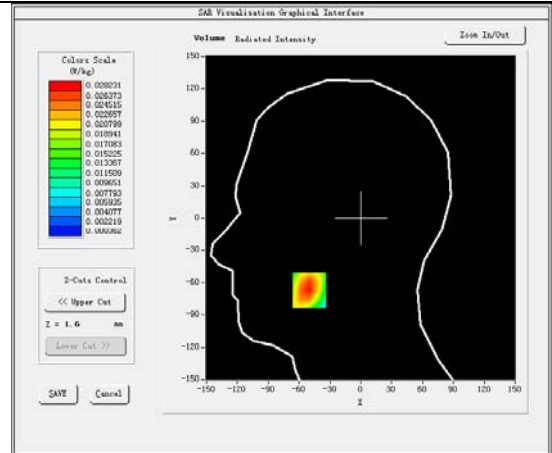 SAR Visualisation Graphical Interface
Volume Radiated Intensity
Zoom In/Out
Colors Scale
(W/kg)
0.028231
0.026373
0.024515
0.022657
0.020799
0.018941
0.017083
0.015225
0.013367
0.011509
0.009651
0.007793
0.005935
0.004077
0.002219
0.000362
Z-Cuts Control
<< Upper Cut
Z = 1.6 mm
Lower Cut >>
SAVE
Cancel
150-
120-
90-
60-
30-
0-
-30-
-60-
-90-
-120-
-150-
Y
-150 -120 -90 -60 -30 0 30 60 90 120 150
X